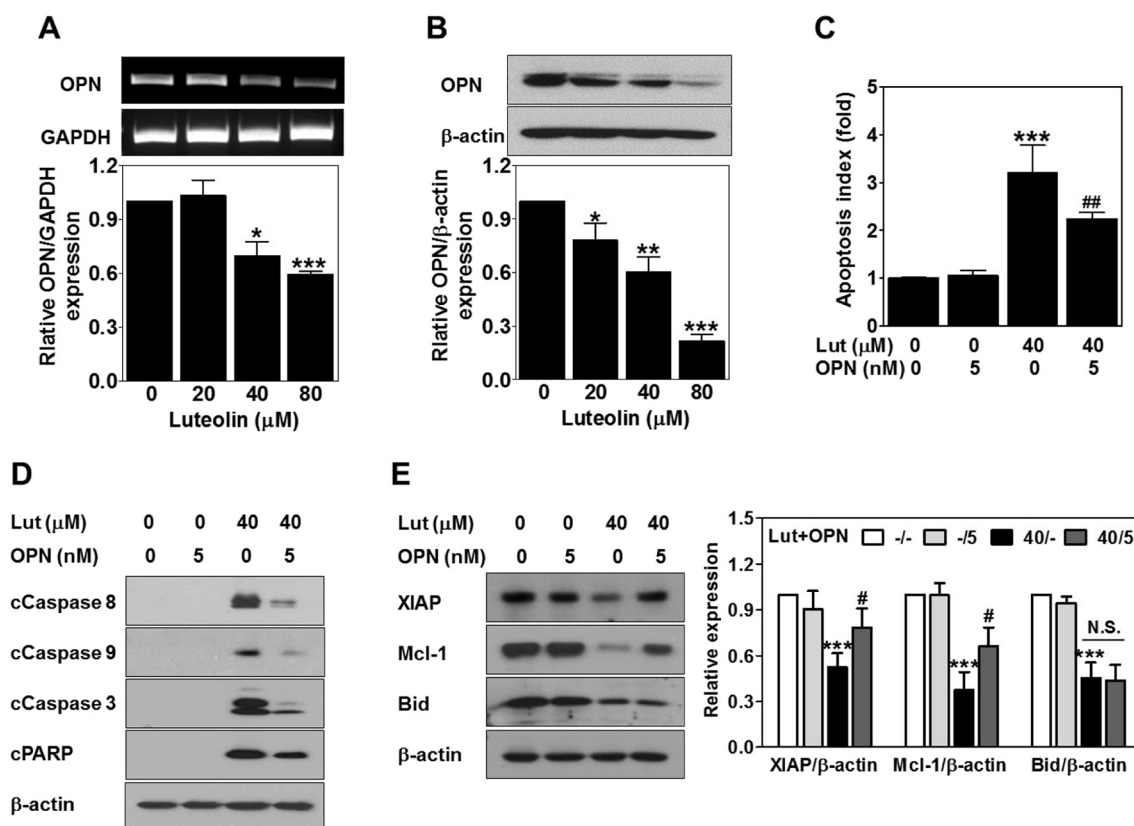 A
OPN
GAPDH
Rlative OPN/GAPDH
expression
1.2
0.9
0.6
0.3
0.0
*
***
0 20 40 80
Luteolin (μM)
B
OPN
β-actin
Rlative OPN/β-actin
expression
1.2
0.9
0.6
0.3
0.0
*
**
***
0 20 40 80
Luteolin (μM)
C
Apoptosis index (fold)
5
4
3
2
1
0
***
##
Lut (μM) 0 0 40 40
OPN (nM) 0 5 0 5
D
Lut (μM) 0 0 40 40
OPN (nM) 0 5 0 5
cCaspase 8
cCaspase 9
cCaspase 3
cPARP
β-actin
E
Lut (μM) 0 0 40 40
OPN (nM) 0 5 0 5
XIAP
Mcl-1
Bid
β-actin
Relative expression
1.5
1.2
0.9
0.6
0.3
0.0
Lut+OPN -/- -/5 40/- 40/5
***
#
***
#
***
N.S.
XIAP/β-actin Mcl-1/β-actin Bid/β-actin